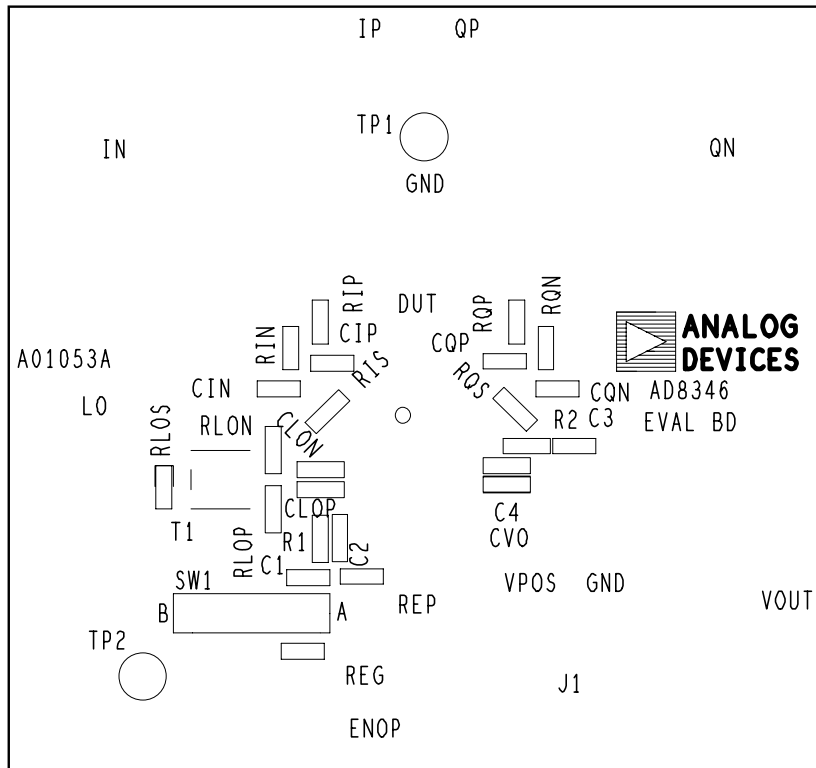 IP
QP
TP1
IN
QN
GND
RIP
DUT
RQP
RQN
RIN
CIP
CQP
ANALOG
DEVICES
A01053A
RIS
RQS
CIN
CQN
AD8346
LO
RLOS
RLON
CLON
R2
C3
EVAL BD
CLOP
C4
T1
RLOP
R1
C2
CVO
C1
SW1
VPOS
GND
B
A
REP
VOUT
TP2
REG
J1
ENOP